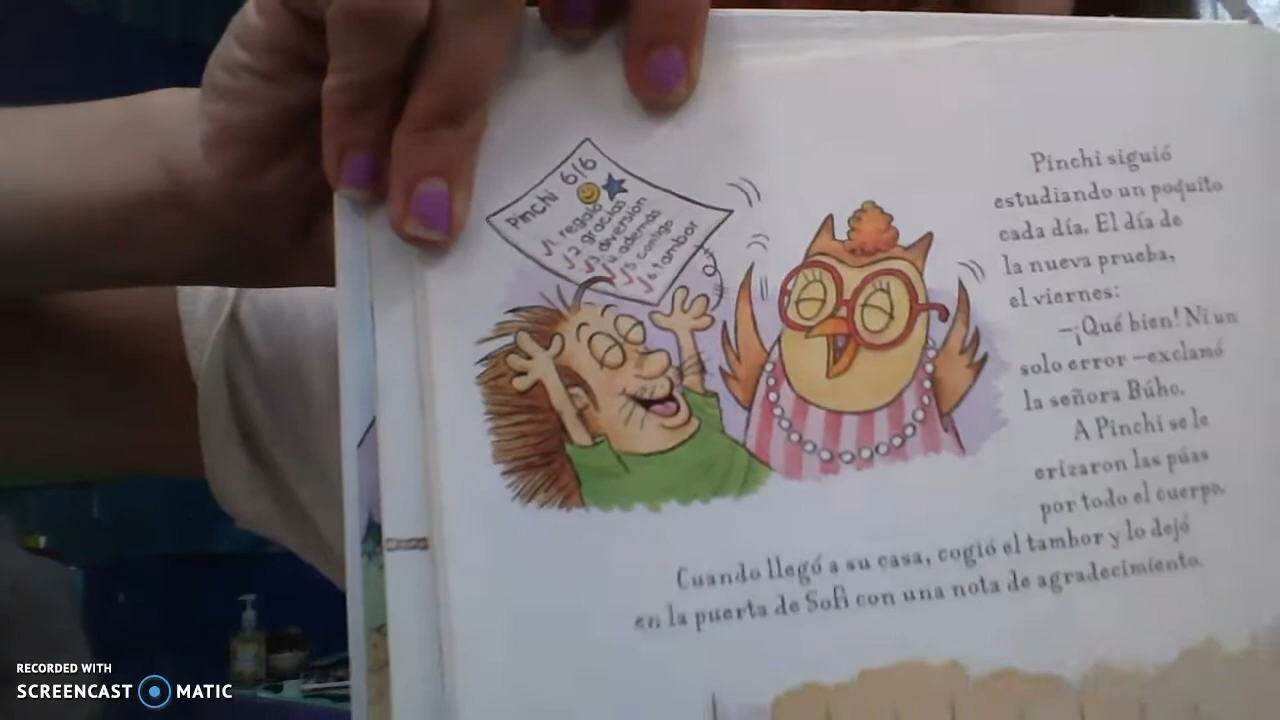 Pinchi 6/6
1. regalo
2. gracias
3. diversión
4. además
5. contigo
6. tambor
Pinchi siguió
estudiando un poquito
cada día. El día de
la nueva prueba,
el viernes:
–¡Qué bien! Ni un
solo error –exclamó
la señora Búho.
A Pinchi se le
erizaron las púas
por todo el cuerpo.
Cuando llegó a su casa, cogió el tambor y lo dejó
en la puerta de Sofi con una nota de agradecimiento.
RECORDED WITH
SCREENCAST MATIC